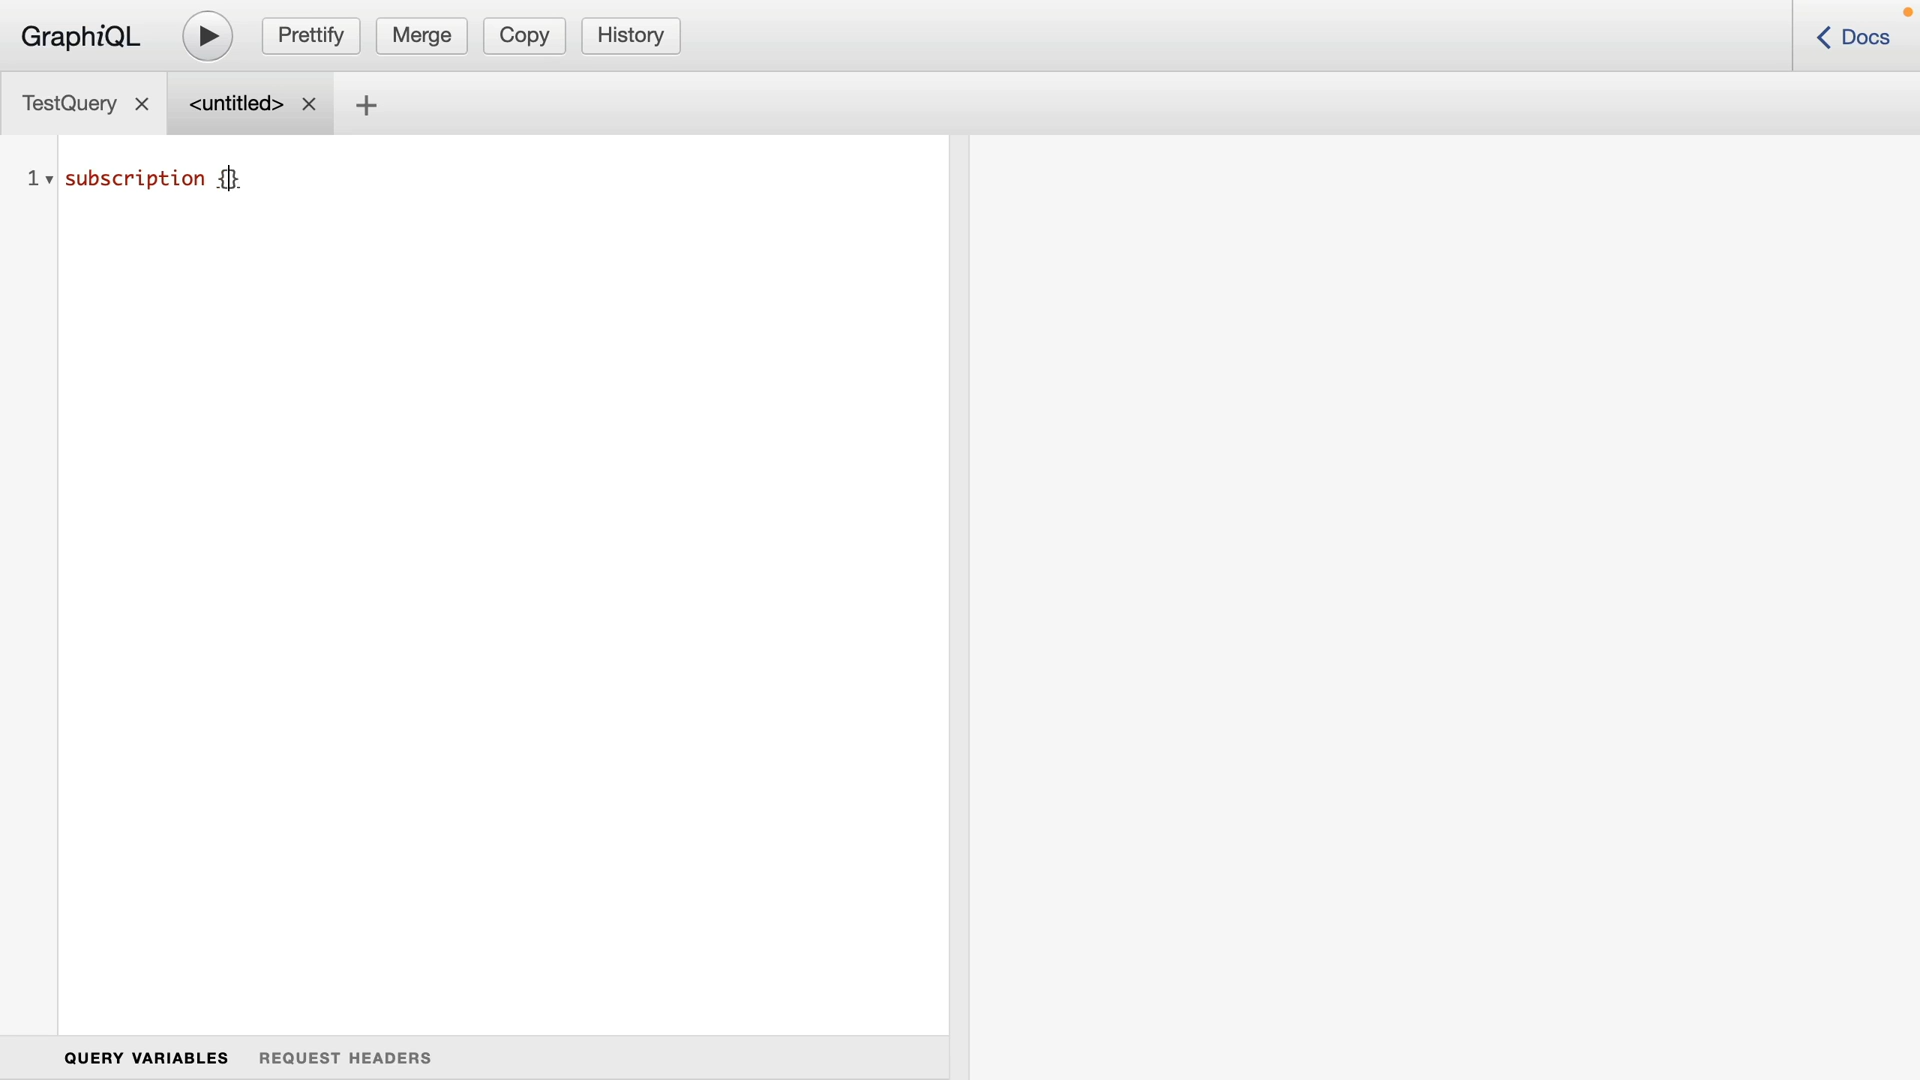 GraphiQL Prettify Merge Copy History Docs
TestQuery <untitled>
1 subscription {}
QUERY VARIABLES REQUEST HEADERS